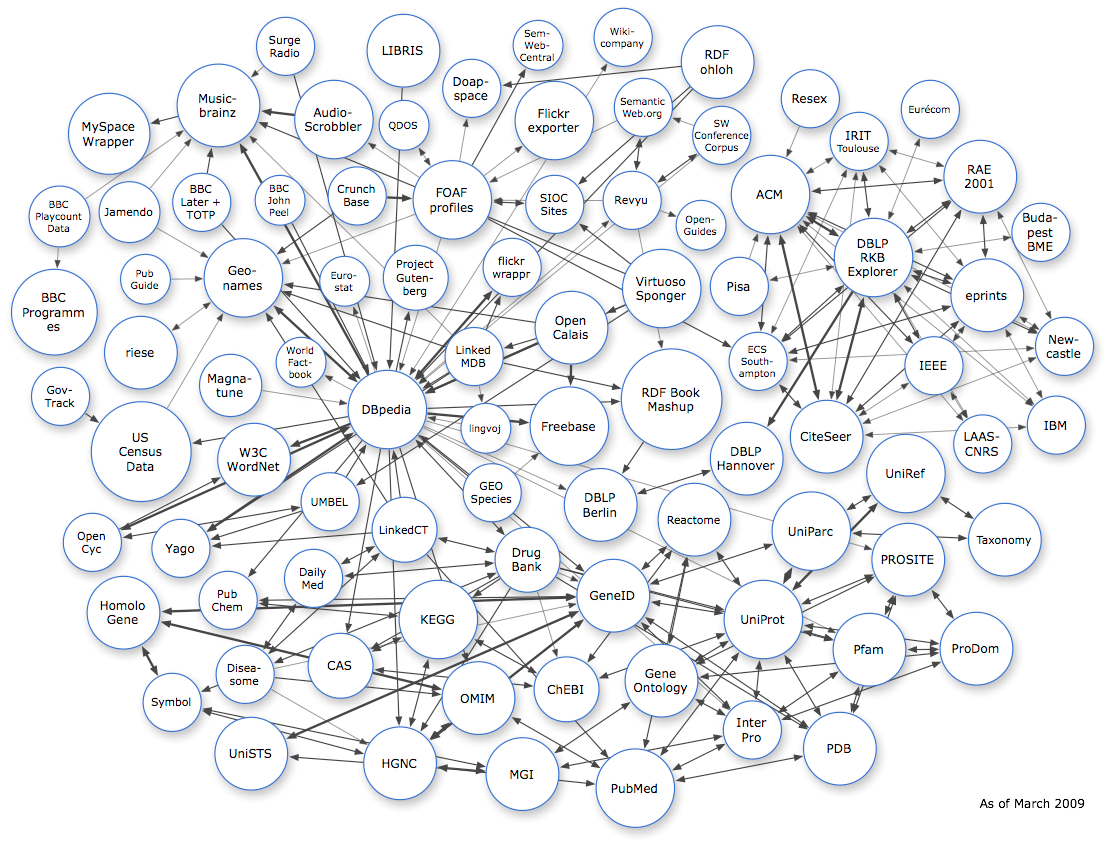 Surge
Radio
LIBRIS
Sem-
Web-
Central
Wiki-
company
RDF
ohloh
Music-
brainz
MySpace
Wrapper
Audio-
Scrobbler
QDOS
Doap-
space
Flickr
exporter
Semantic
Web.org
SW
Conference
Corpus
Resex
Eurécom
IRIT
Toulouse
RAE
2001
BBC
Playcount
Data
Jamendo
BBC
Later +
TOTP
BBC
John
Peel
Crunch
Base
FOAF
profiles
SIOC
Sites
Revyu
Open-
Guides
ACM
DBLP
RKB
Explorer
Buda-
pest
BME
BBC
Programm
es
Pub
Guide
Geo-
names
Euro-
stat
Project
Guten-
berg
flickr
wrappr
Virtuoso
Sponger
Pisa
eprints
riese
World
Fact-
book
Linked
MDB
Open
Calais
ECS
South-
ampton
IEEE
New-
castle
Gov-
Track
Magna-
tune
DBpedia
RDF Book
Mashup
US
Census
Data
W3C
WordNet
lingvoj
Freebase
DBLP
Hannover
CiteSeer
LAAS-
CNRS
IBM
UMBEL
GEO
Species
DBLP
Berlin
UniRef
Open
Cyc
Yago
LinkedCT
Reactome
UniParc
Taxonomy
Drug
Bank
PROSITE
Daily
Med
Pub
Chem
Homolo
Gene
KEGG
GeneID
UniProt
Pfam
ProDom
CAS
Disea-
some
OMIM
ChEBI
Gene
Ontology
Symbol
Inter
Pro
UniSTS
HGNC
MGI
PubMed
PDB
As of March 2009